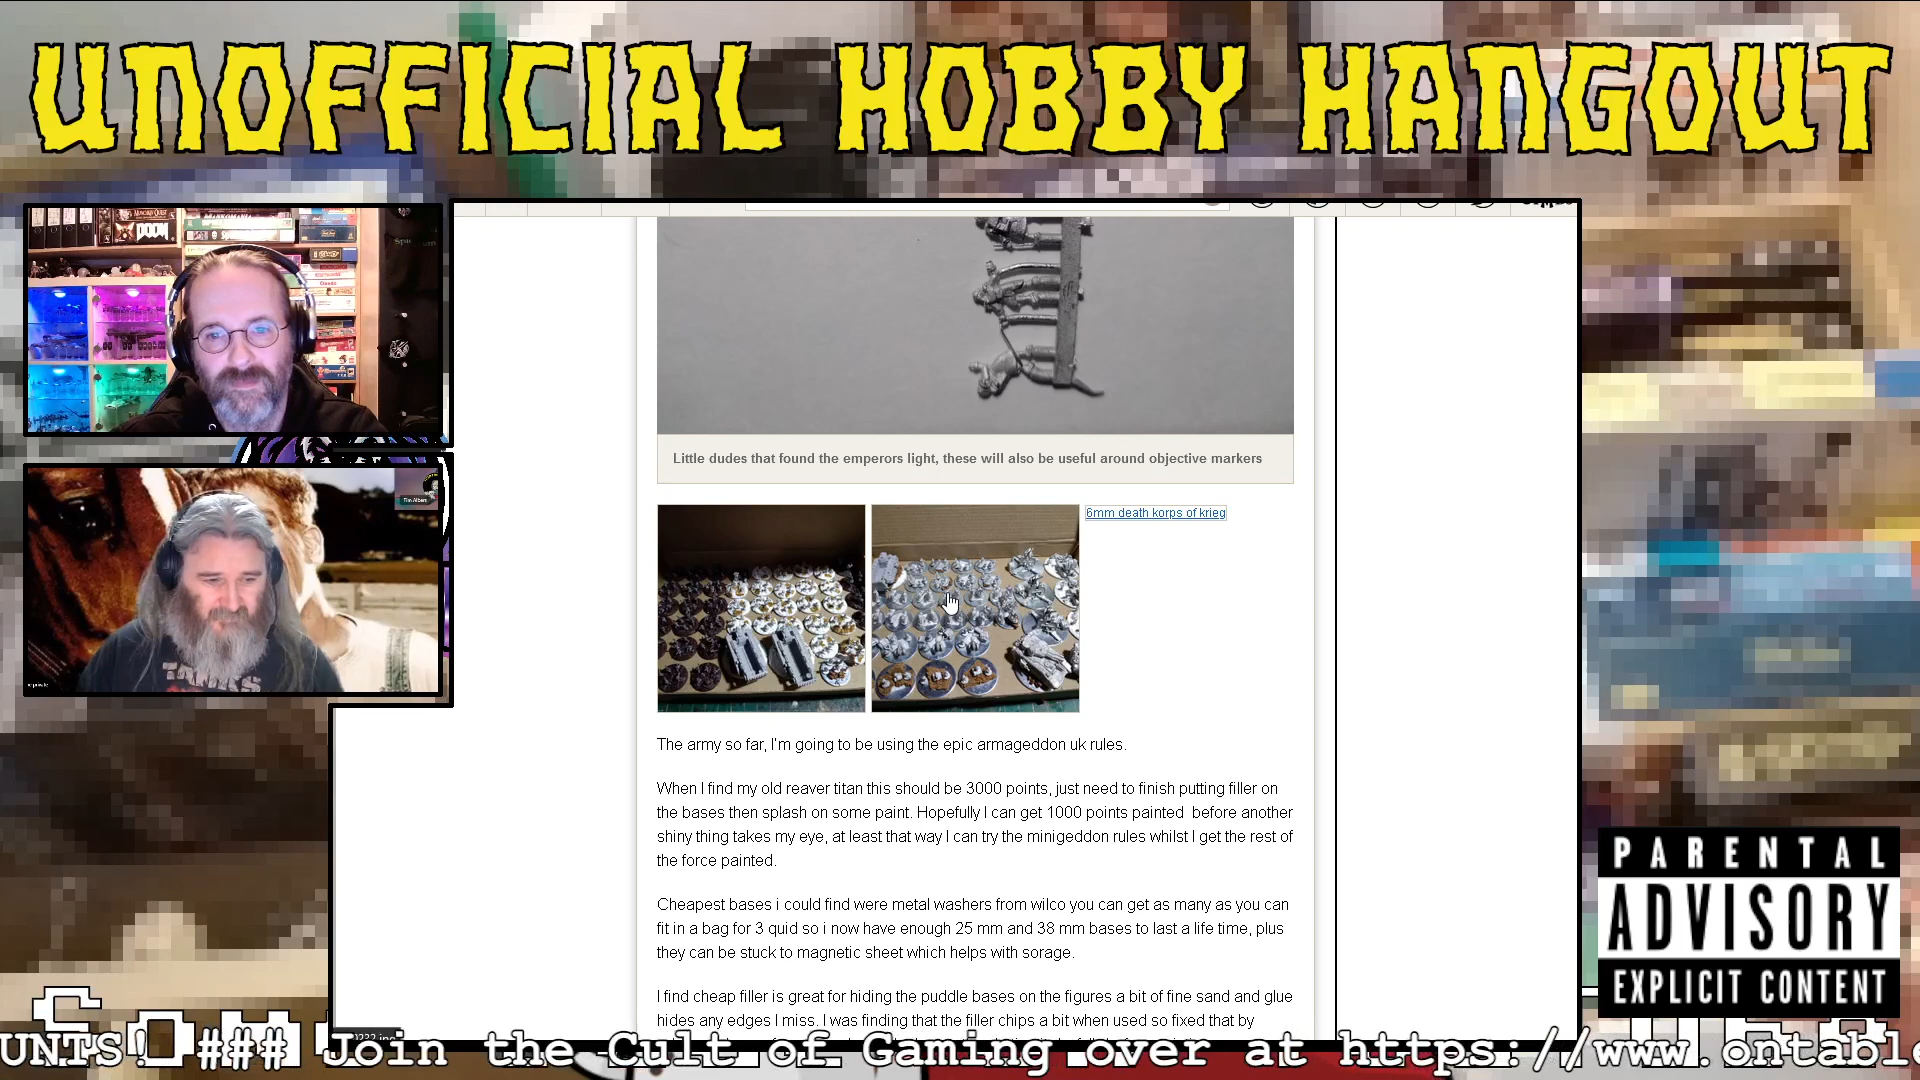 UNOFFICIAL HOBBY HANGOUT
DOOM
Tim Albers
Little dudes that found the emperors light, these will also be useful around objective markers
6mm death korps of krieg
The army so far, I'm going to be using the epic armageddon uk rules.
When I find my old reaver titan this should be 3000 points, just need to finish putting filler on
the bases then splash on some paint. Hopefully I can get 1000 points painted  before another
shiny thing takes my eye, at least that way I can try the minigeddon rules whilst I get the rest of
the force painted.
Cheapest bases i could find were metal washers from wilco you can get as many as you can
fit in a bag for 3 quid so i now have enough 25 mm and 38 mm bases to last a life time, plus
they can be stuck to magnetic sheet which helps with sorage.
I find cheap filler is great for hiding the puddle bases on the figures a bit of fine sand and glue
hides any edges I miss. I was finding that the filler chips a bit when used so fixed that by
PARENTAL
ADVISORY
EXPLICIT CONTENT
UNTS! ### Join the Cult of Gaming over at https://www.ontable